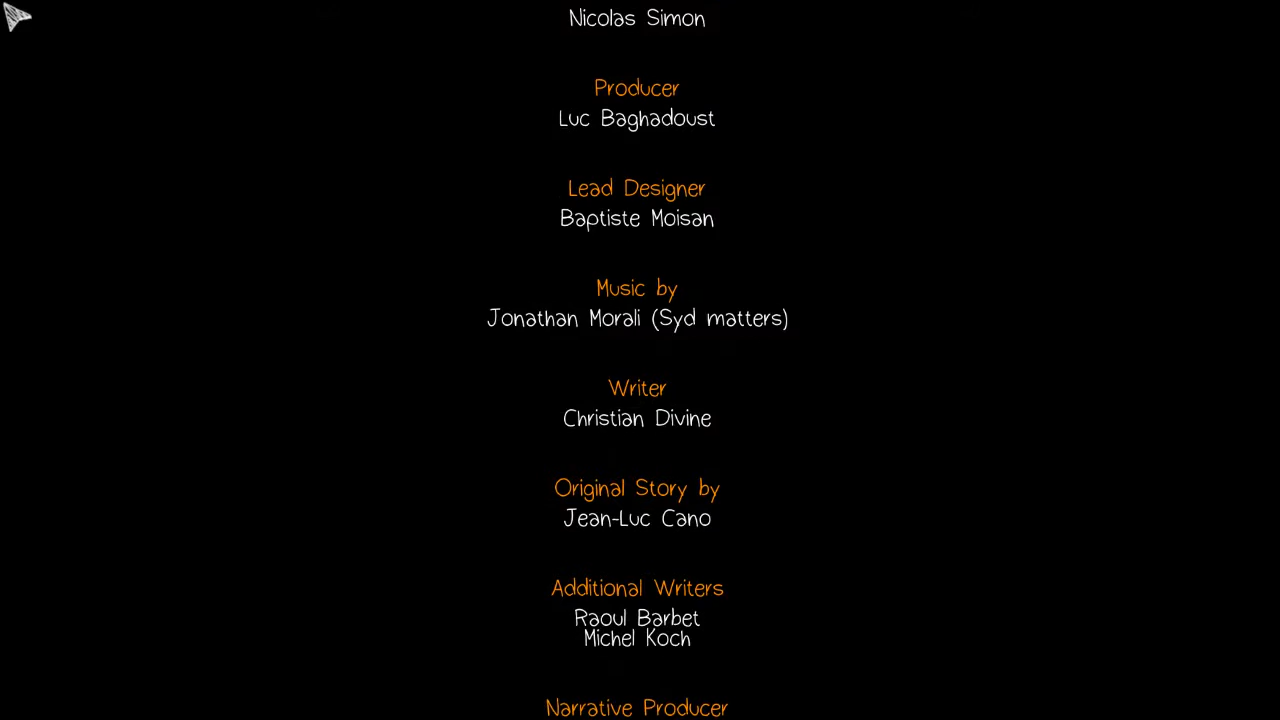 Nicolas Simon
Producer
Luc Baghadoust
Lead Designer
Baptiste Moisan
Music by
Jonathan Morali (Syd matters)
Writer
Christian Divine
Original Story by
Jean-Luc Cano
Additional Writers
Raoul Barbet
Michel Koch
Narrative Producer